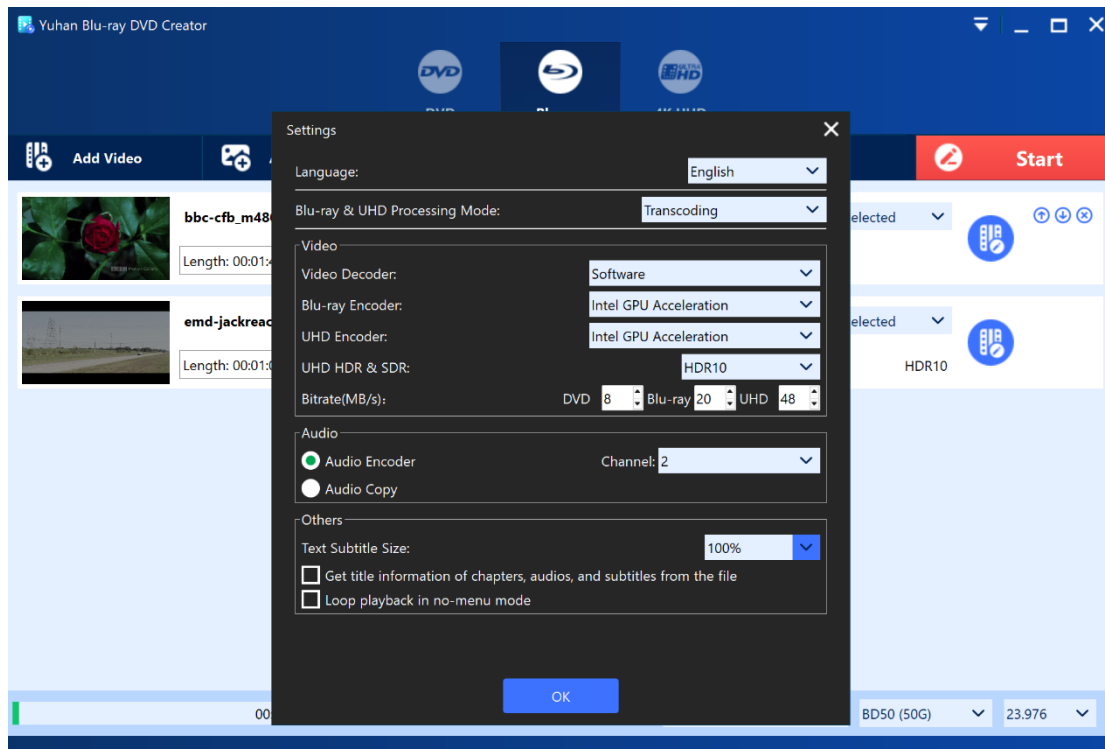 Yuhan Blu-ray DVD Creator
DVD
ULTRA HD
Settings
Add Video
Start
Language: English
Blu-ray & UHD Processing Mode: Transcoding
bbc-cfb_m48
elected
Length: 00:01:
Video
Video Decoder: Software
Blu-ray Encoder: Intel GPU Acceleration
emd-jackreac
elected
UHD Encoder: Intel GPU Acceleration
Length: 00:01:
UHD HDR & SDR: HDR10
HDR10
Bitrate(MB/s): DVD 8 Blu-ray 20 UHD 48
Audio
Audio Encoder Channel: 2
Audio Copy
Others
Text Subtitle Size: 100%
Get title information of chapters, audios, and subtitles from the file
Loop playback in no-menu mode
OK
00
BD50 (50G) 23.976